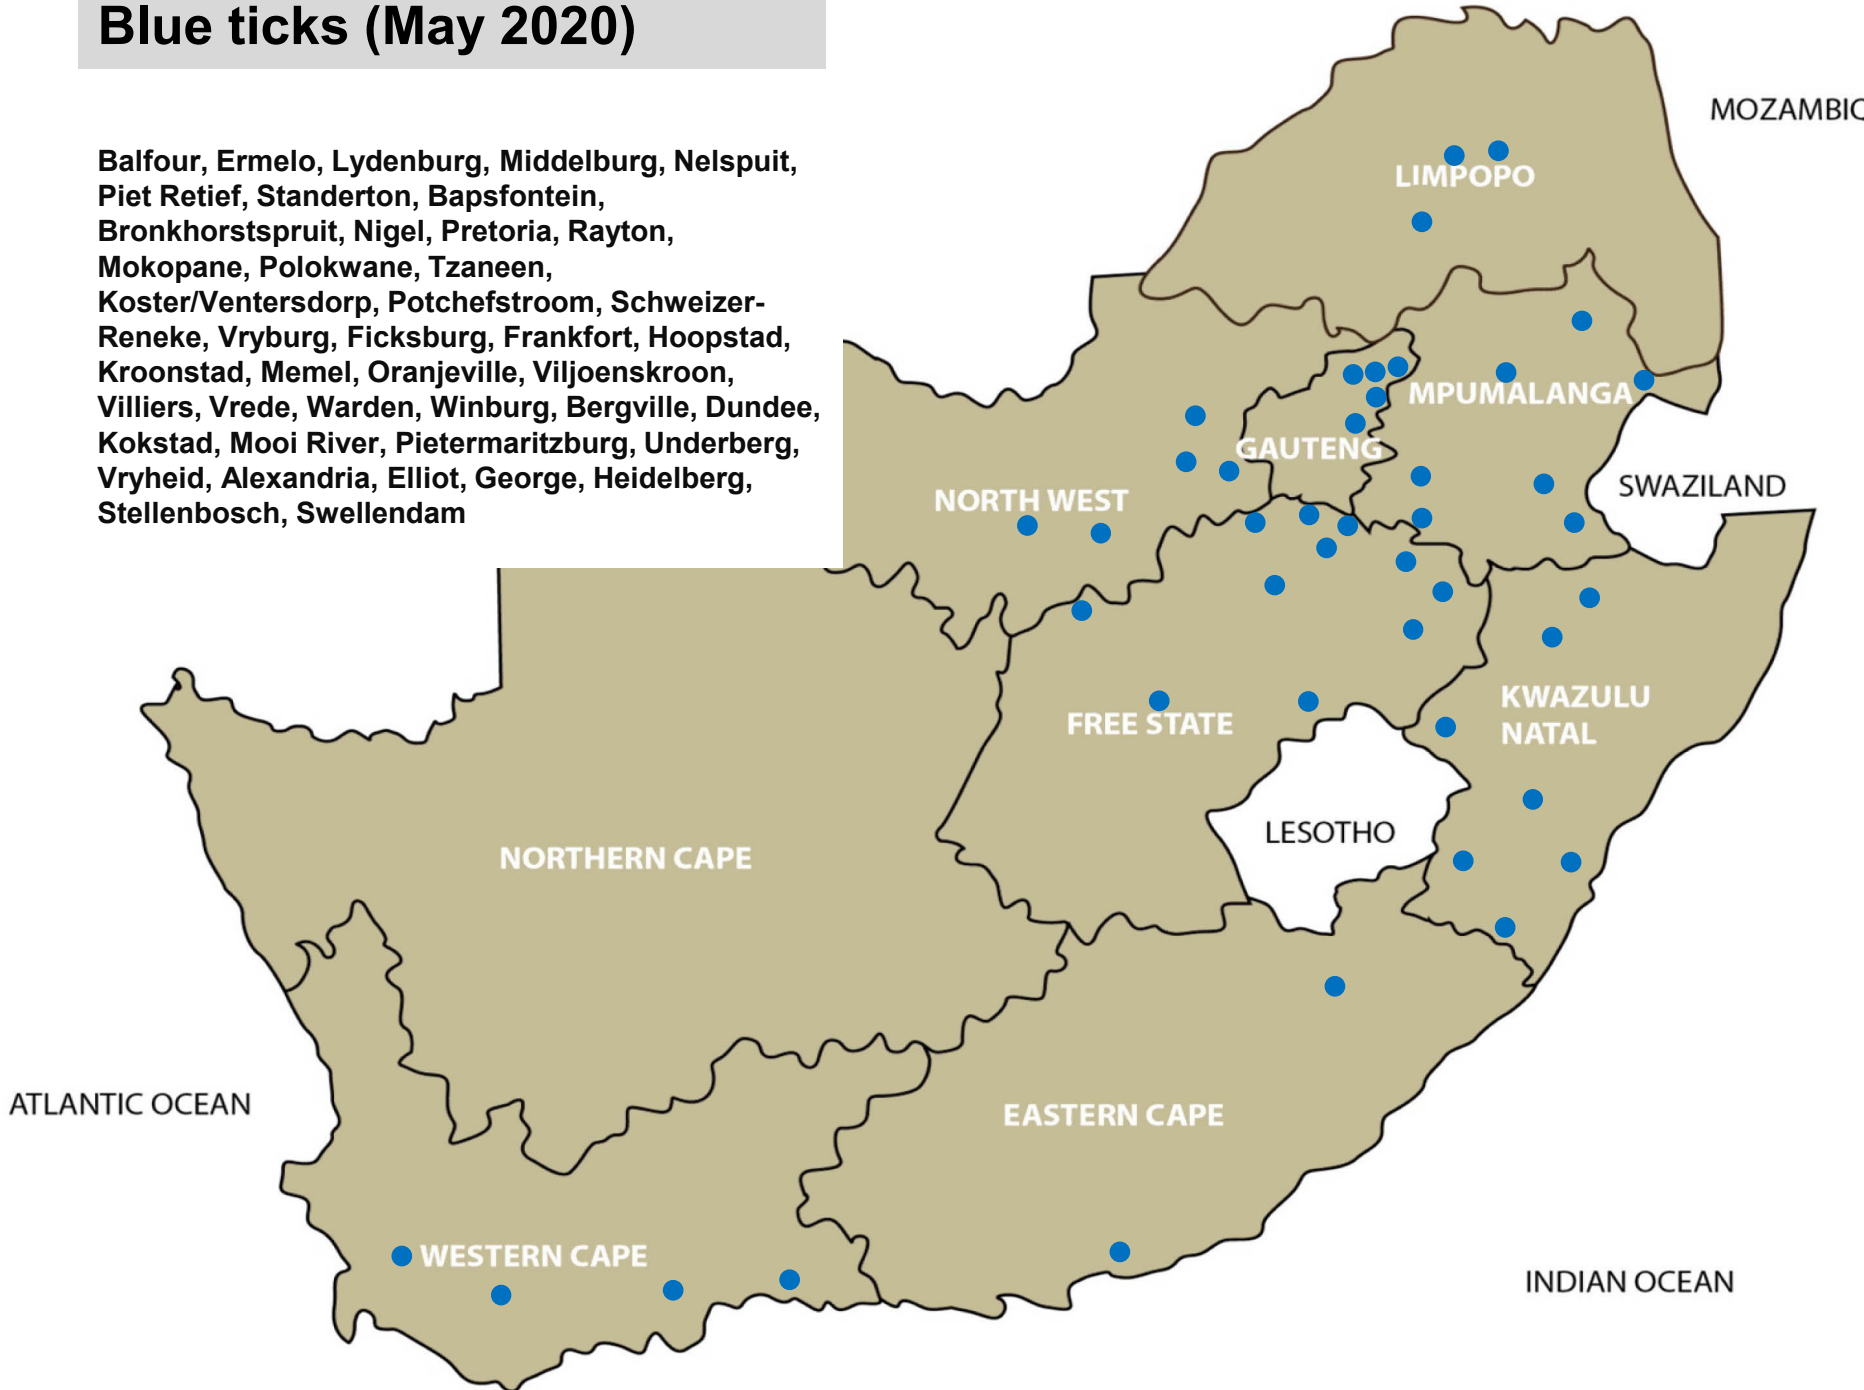 Blue ticks (May 2020)
Balfour, Ermelo, Lydenburg, Middelburg, Nelspuit,
Piet Retief, Standerton, Bapsfontein,
Bronkhorstspruit, Nigel, Pretoria, Rayton,
Mokopane, Polokwane, Tzaneen,
Koster/Ventersdorp, Potchefstroom, Schweizer-
Reneke, Vryburg, Ficksburg, Frankfort, Hoopstad,
Kroonstad, Memel, Oranjeville, Viljoenskroon,
Villiers, Vrede, Warden, Winburg, Bergville, Dundee,
Kokstad, Mooi River, Pietermaritzburg, Underberg,
Vryheid, Alexandria, Elliot, George, Heidelberg,
Stellenbosch, Swellendam
MOZAMBIQ
LIMPOPO
MPUMALANGA
GAUTENG
SWAZILAND
NORTH WEST
KWAZULU
NATAL
FREE STATE
LESOTHO
NORTHERN CAPE
ATLANTIC OCEAN
EASTERN CAPE
WESTERN CAPE
INDIAN OCEAN